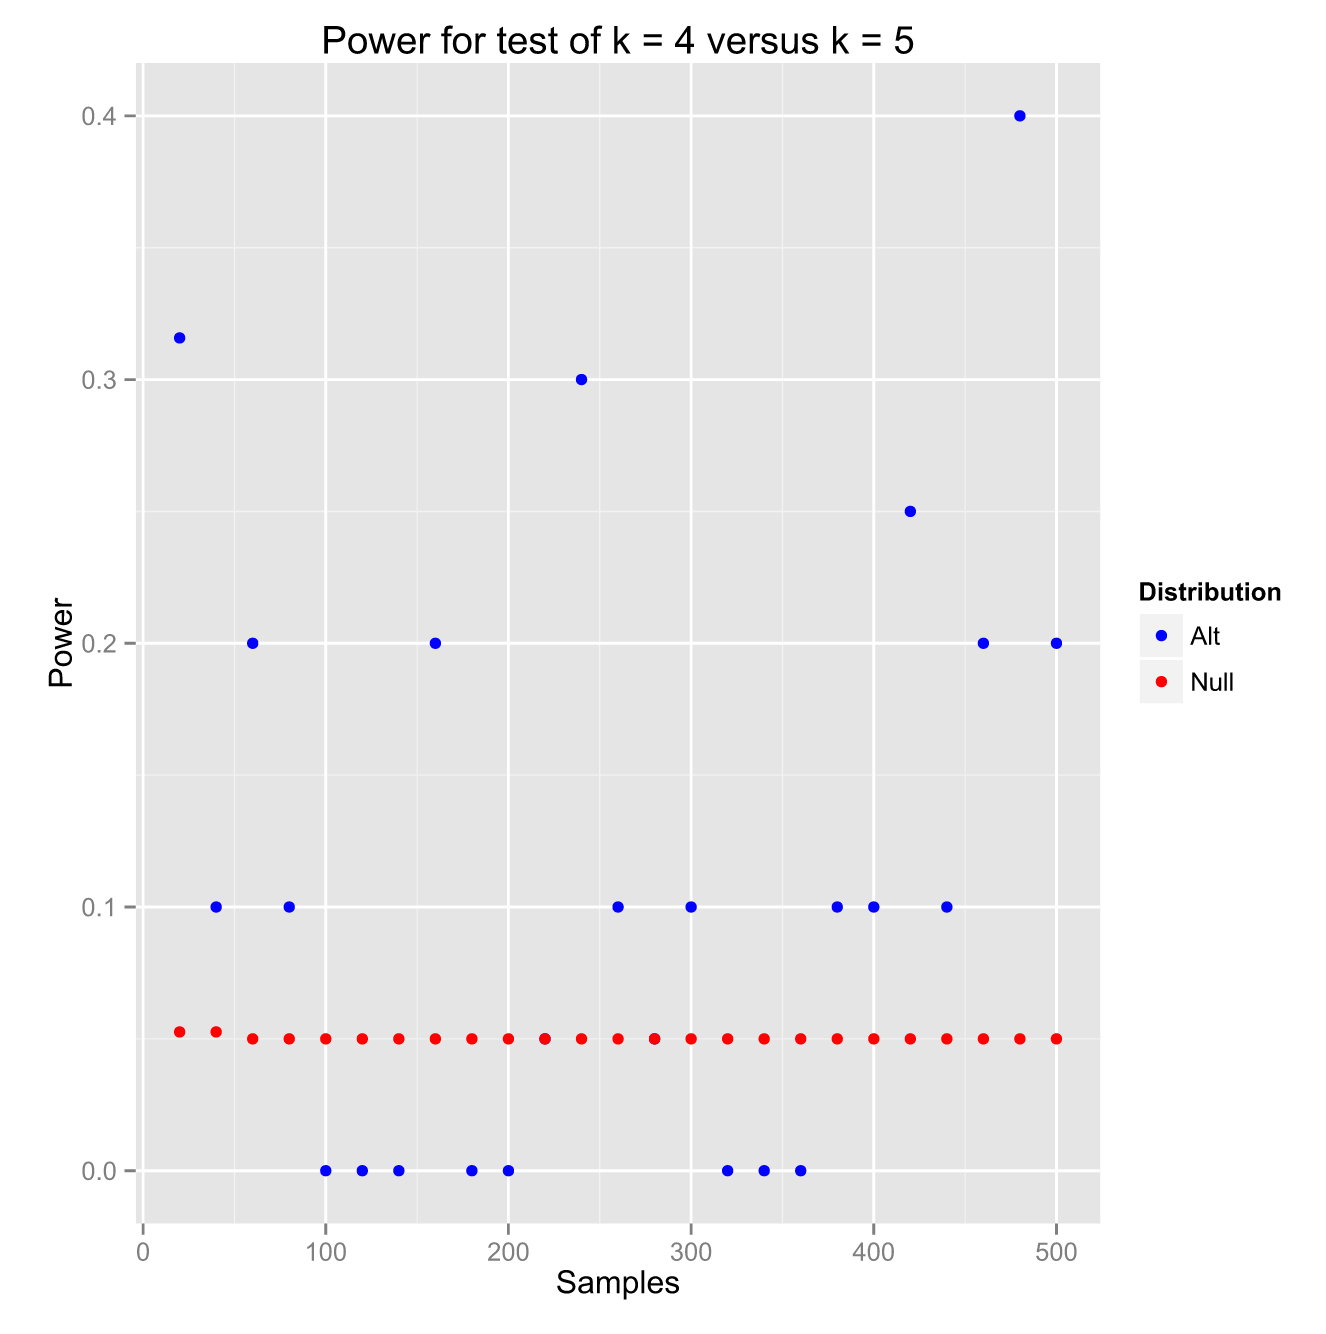 Power for test of k = 4 versus k = 5
0.4
0.3
0.2
0.1
0.0
Power
0
100
200
300
400
500
Samples
Distribution
Alt
Null